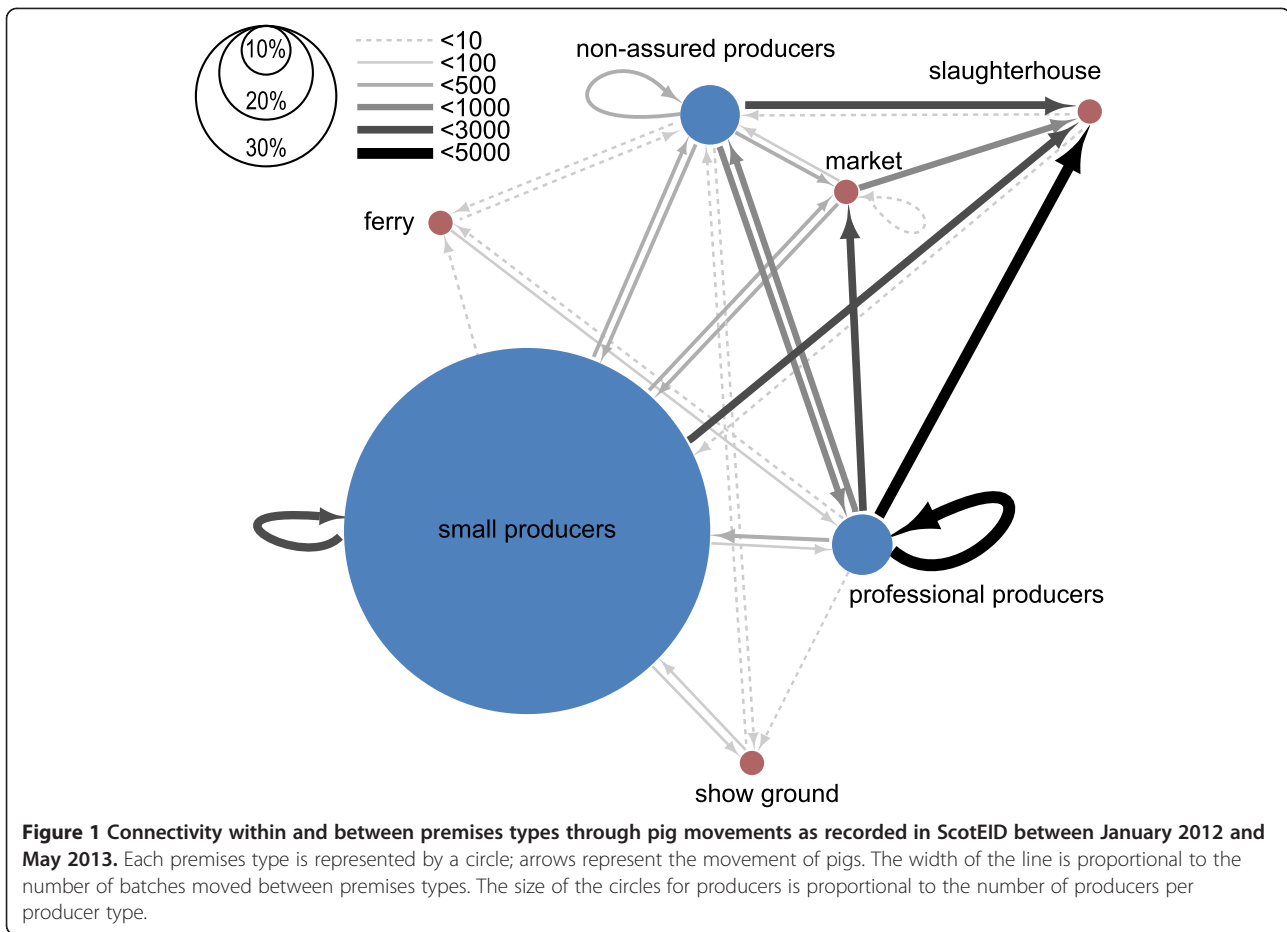 10%
20%
30%
<10
<100
<500
<1000
<3000
<5000
non-assured producers
slaughterhouse
market
ferry
small producers
professional producers
show ground
Figure 1 Connectivity within and between premises types through pig movements as recorded in ScotEID between January 2012 and
May 2013. Each premises type is represented by a circle; arrows represent the movement of pigs. The width of the line is proportional to the
number of batches moved between premises types. The size of the circles for producers is proportional to the number of producers per
producer type.